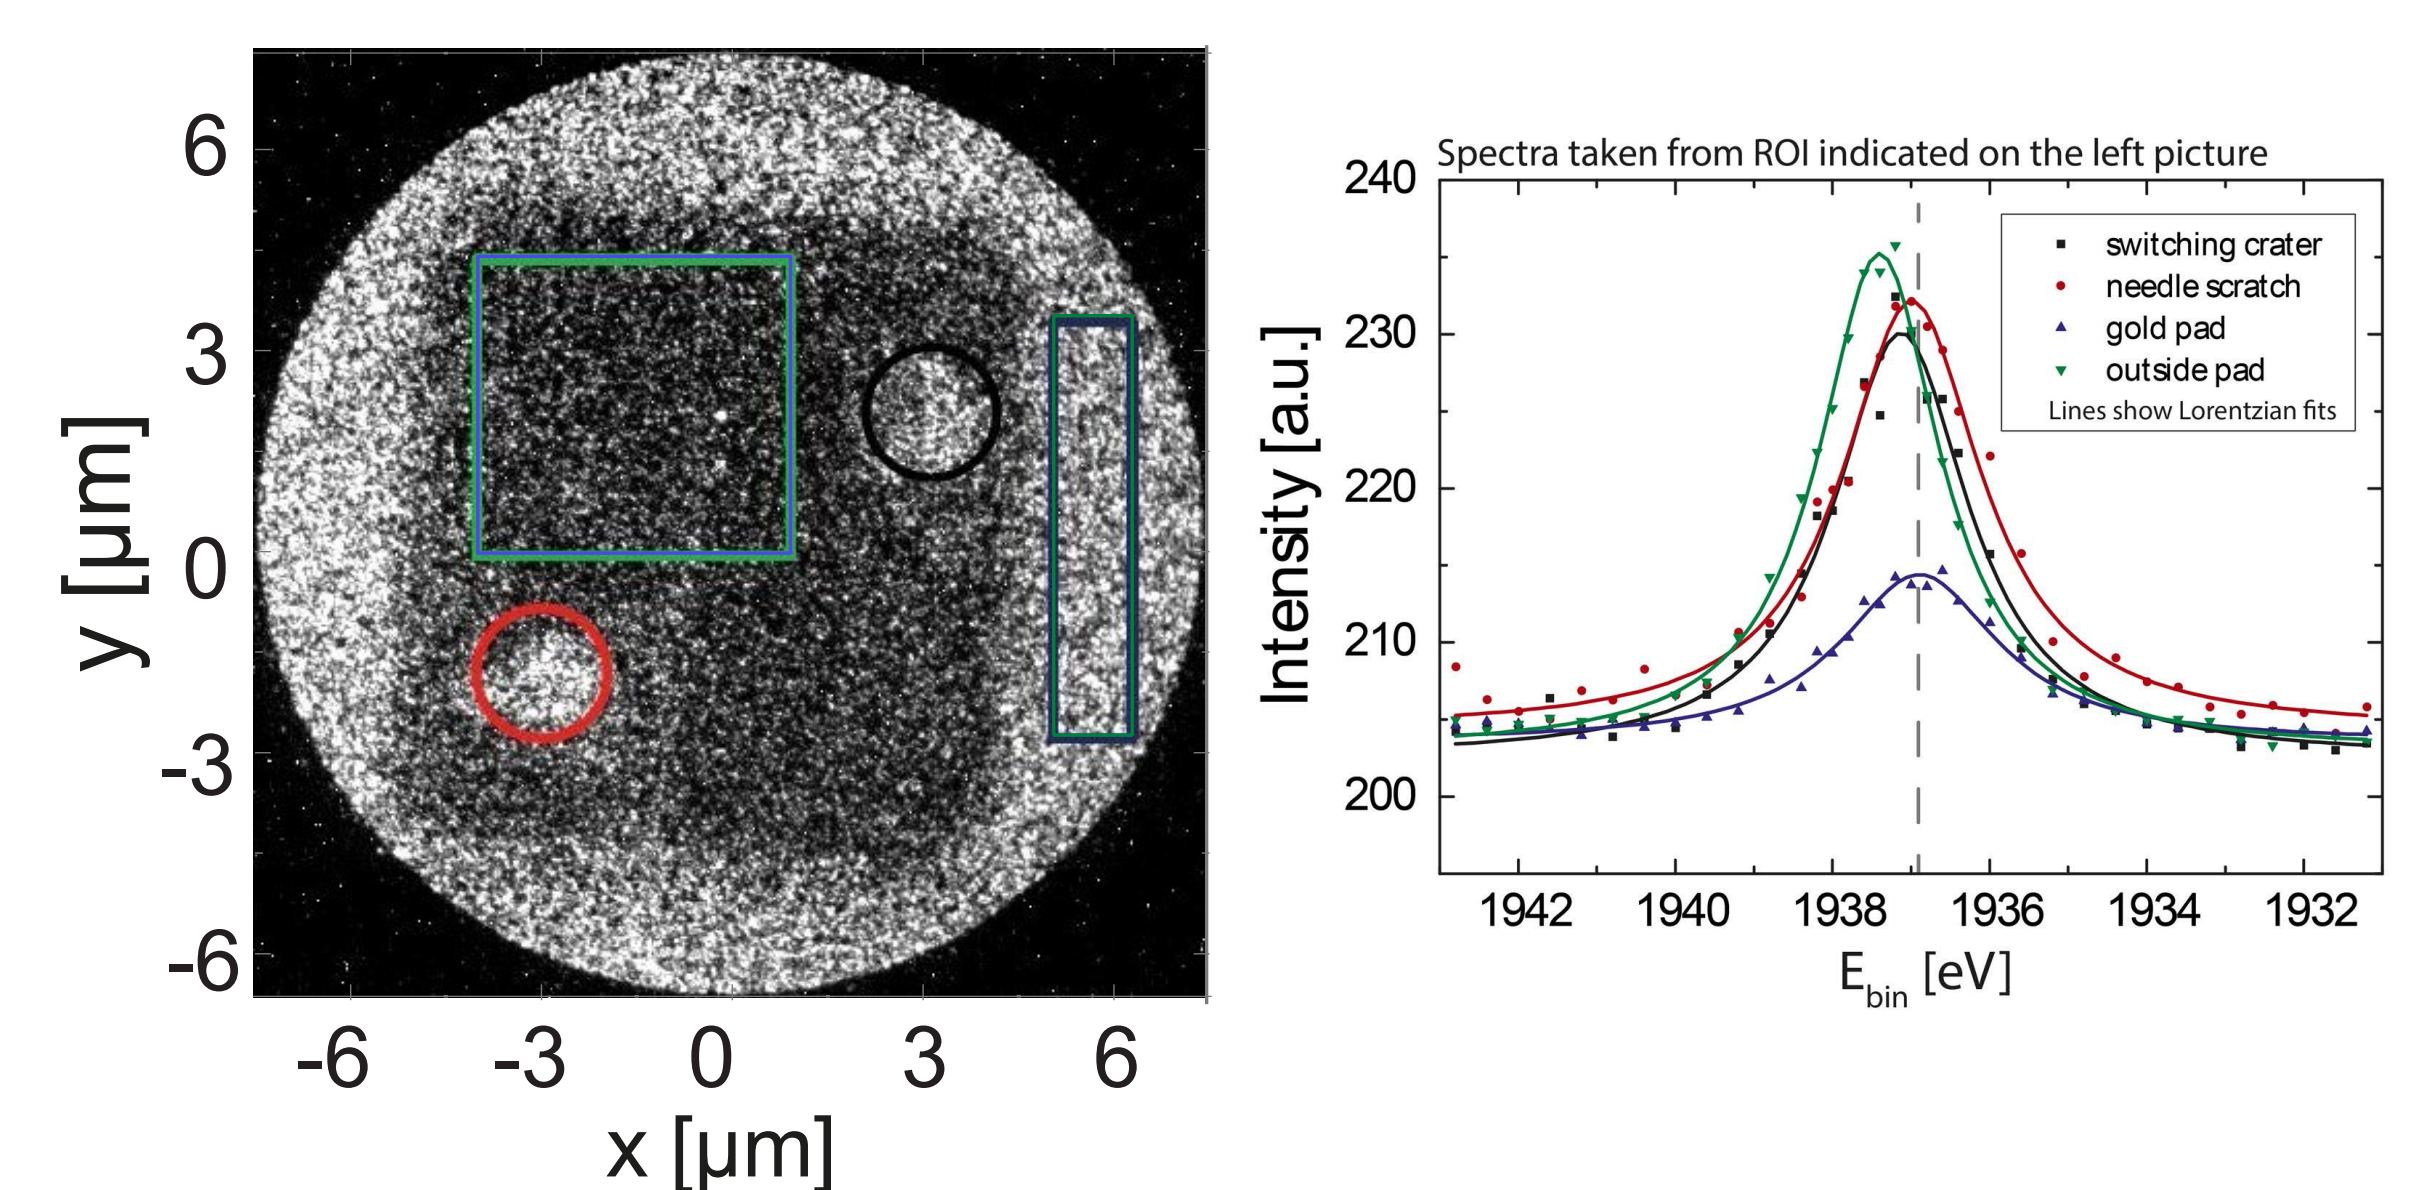 6
3
0
-3
-6
y [µm]
-6 -3 0 3 6
x [µm]
Spectra taken from ROI indicated on the left picture
240
230
220
210
200
Intensity [a.u.]
switching crater
needle scratch
gold pad
outside pad
Lines show Lorentzian fits
1942 1940 1938 1936 1934 1932
Ebin [eV]